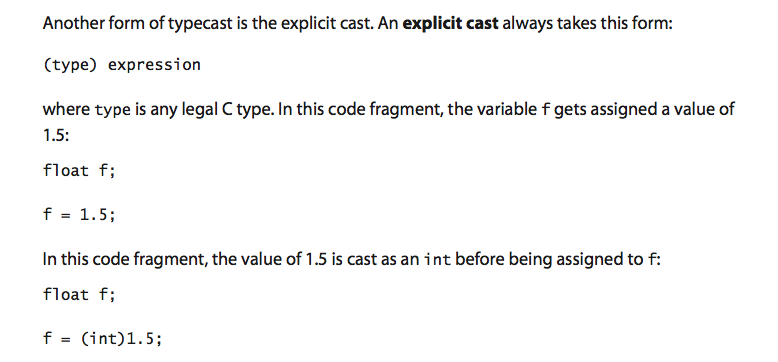 Another form of typecast is the explicit cast. An explicit cast always takes this form:
(type) expression
where type is any legal C type. In this code fragment, the variable f gets assigned a value of
1.5:
float f;
f = 1.5;
In this code fragment, the value of 1.5 is cast as an int before being assigned to f:
float f;
f = (int)1.5;